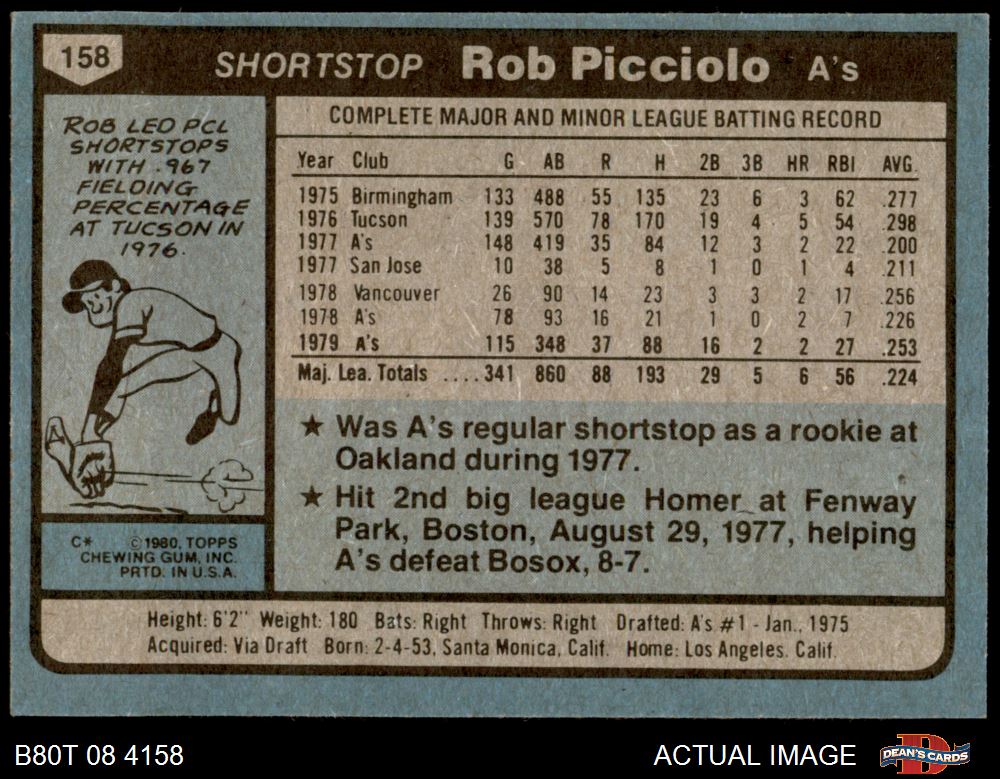 158
SHORTSTOP Rob Picciolo A's
ROB LED PCL
SHORTSTOPS
WITH .967
FIELDING
PERCENTAGE
AT TUCSON IN
1976.
C* ©1980, TOPPS
CHEWING GUM, INC.
PRTD. IN U.S.A.
COMPLETE MAJOR AND MINOR LEAGUE BATTING RECORD
Year Club G AB R H 2B 3B HR RBI AVG.
1975 Birmingham 133 488 55 135 23 6 3 62 .277
1976 Tucson 139 570 78 170 19 4 5 54 .298
1977 A's 148 419 35 84 12 3 2 22 .200
1977 San Jose 10 38 5 8 1 0 1 4 .211
1978 Vancouver 26 90 14 23 3 3 2 17 .256
1978 A's 78 93 16 21 1 0 2 7 .226
1979 A's 115 348 37 88 16 2 2 27 .253
Maj. Lea. Totals ....341 860 88 193 29 5 6 56 .224
★ Was A's regular shortstop as a rookie at
Oakland during 1977.
★ Hit 2nd big league Homer at Fenway
Park, Boston, August 29, 1977, helping
A's defeat Bosox, 8-7.
Height: 6'2" Weight: 180 Bats: Right Throws: Right Drafted: A's #1 - Jan., 1975
Acquired: Via Draft Born: 2-4-53, Santa Monica, Calif. Home: Los Angeles. Calif.
B80T 08 4158
ACTUAL IMAGE
DEAN'S CARDS